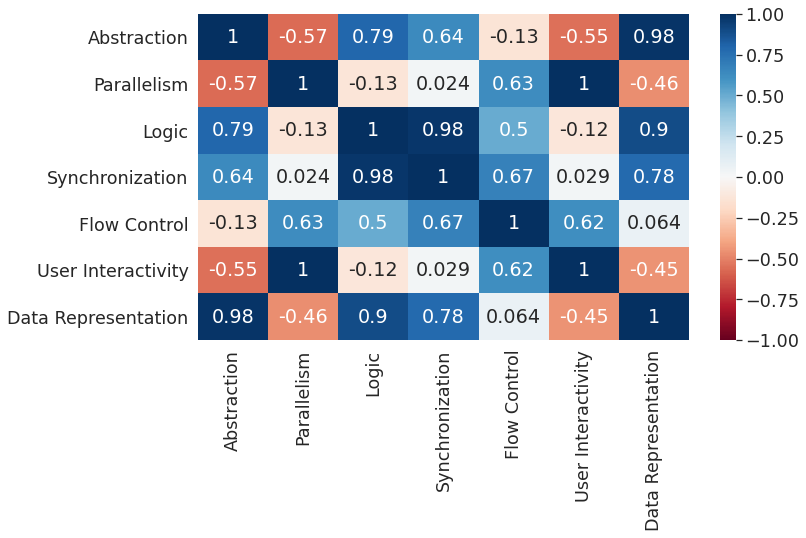 Abstraction 1 -0.57 0.79 0.64 -0.13 -0.55 0.98
Parallelism -0.57 1 -0.13 0.024 0.63 1 -0.46
Logic 0.79 -0.13 1 0.98 0.5 -0.12 0.9
Synchronization 0.64 0.024 0.98 1 0.67 0.029 0.78
Flow Control -0.13 0.63 0.5 0.67 1 0.62 0.064
User Interactivity -0.55 1 -0.12 0.029 0.62 1 -0.45
Data Representation 0.98 -0.46 0.9 0.78 0.064 -0.45 1
Abstraction
Parallelism
Logic
Synchronization
Flow Control
User Interactivity
Data Representation
1.00
0.75
0.50
0.25
0.00
−0.25
−0.50
−0.75
−1.00